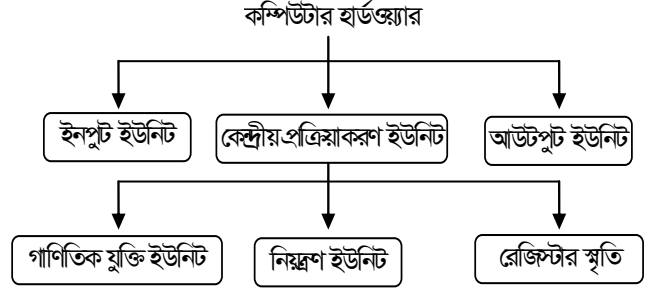 কম্পিউটার হার্ডওয়্যার
ইনপুট ইউনিট কেন্দ্রীয় প্রক্রিয়াকরণ ইউনিট আউটপুট ইউনিট
গাণিতিক যুক্তি ইউনিট নিয়ন্ত্রণ ইউনিট রেজিস্টার স্মৃতি